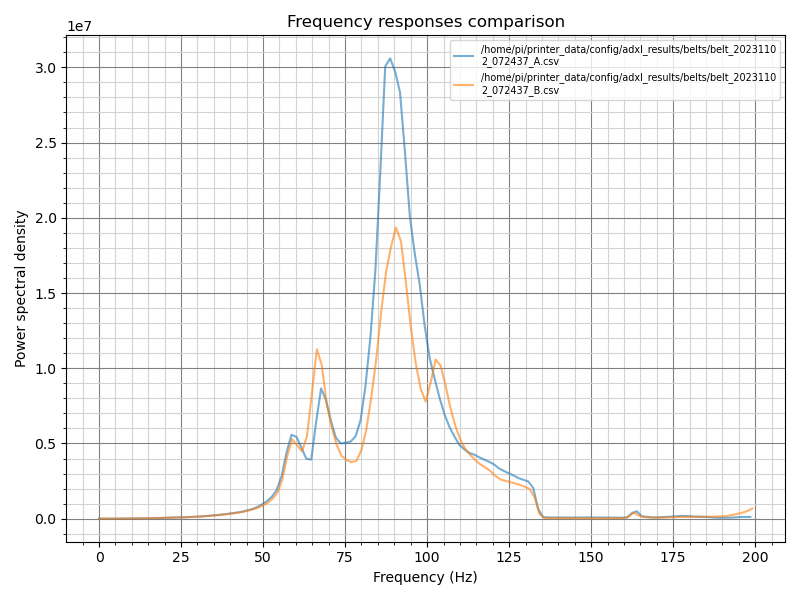 Frequency responses comparison
1e7
/home/pi/printer_data/config/adxl_results/belts/belt_2023110
2_072437_A.csv
/home/pi/printer_data/config/adxl_results/belts/belt_2023110
2_072437_B.csv
3.0
2.5
2.0
1.5
1.0
0.5
0.0
Power spectral density
0 25 50 75 100 125 150 175 200
Frequency (Hz)